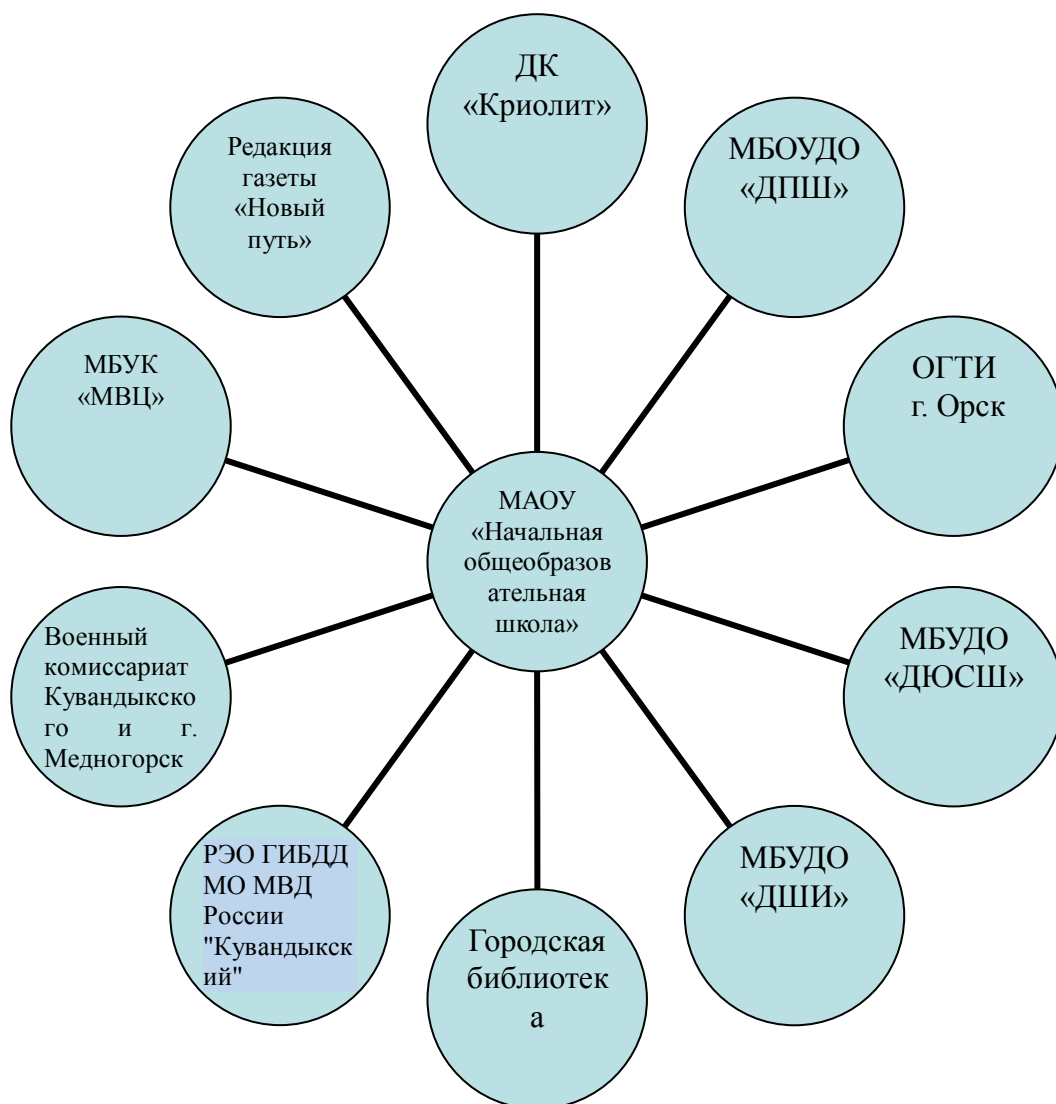 ДК
«Криолит»
МБОУДО
«ДПШ»
ОГТИ
г. Орск
МБУДО
«ДЮСШ»
МБУДО
«ДШИ»
Городская
библиотек
а
РЭО ГИБДД
МО МВД
России
"Кувандыкск
ий"
Военный
комиссариат
Кувандыкско
го и г.
Медногорск
МБУК
«МВЦ»
Редакция
газеты
«Новый
путь»
МАОУ
«Начальная
общеобразов
ательная
школа»